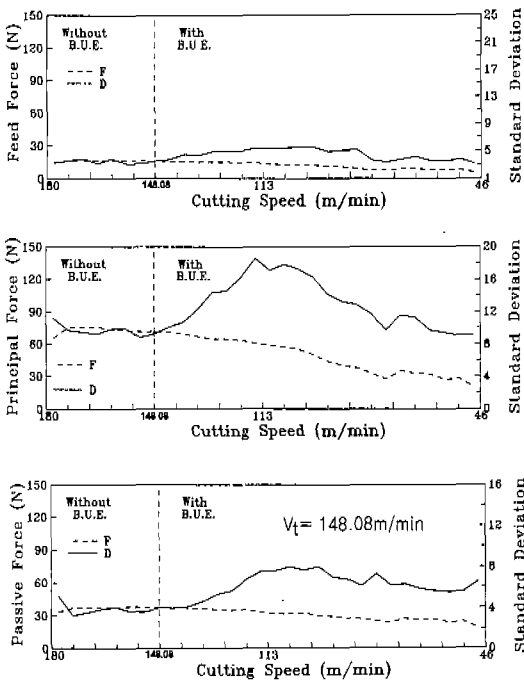 Feed Force (N)
150
120
90
60
30
0
Without
B.U.E.
With
B.U.E.
F
D
25
21
17
13
9
5
1
Standard Deviation
180
148.08
113
46
Cutting Speed (m/min)
Principal Force (N)
150
120
90
60
30
0
Without
B.U.E.
With
B.U.E.
F
D
20
16
12
8
4
0
Standard Deviation
180
148.08
113
46
Cutting Speed (m/min)
Passive Force (N)
150
120
90
60
30
0
Without
B.U.E.
With
B.U.E.
F
D
Vt= 148.08m/min
16
12
8
4
0
Standard Deviation
180
148.08
113
46
Cutting Speed (m/min)